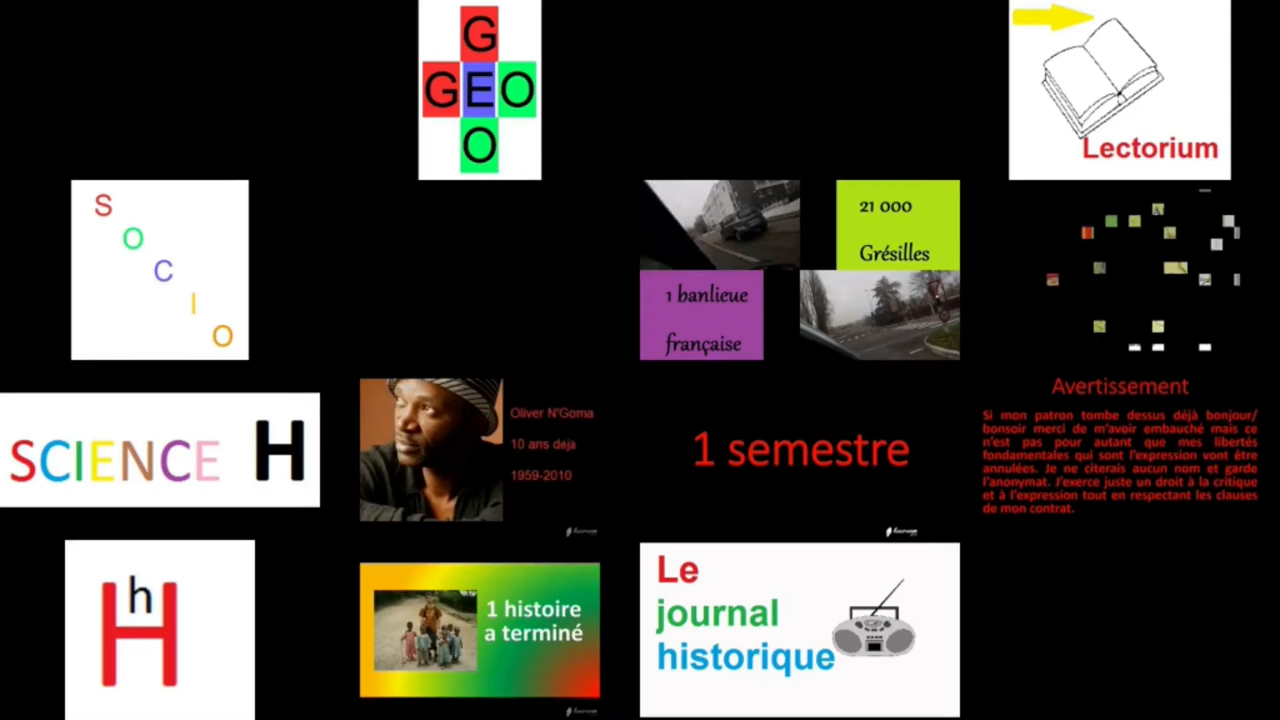 G
GEO
O
Lectorium
S
O
C
I
O
21 000
Grésilles
1 banlieue
française
SCIENCE H
Oliver N'Goma
10 ans déjà
1959-2010
1 semestre
Avertissement
Si mon patron tombe dessus déjà bonjour/
bonsoir merci de m'avoir embauché mais ce
n'est pas pour autant que mes libertés
fondamentales qui sont l'expression vont être
annulées. Je ne citerais aucun nom et garde
l'anonymat. J'exerce juste un droit à la critique
et à l'expression tout en respectant les clauses
de mon contrat.
h
H
1 histoire
a terminé
Le
journal
historique